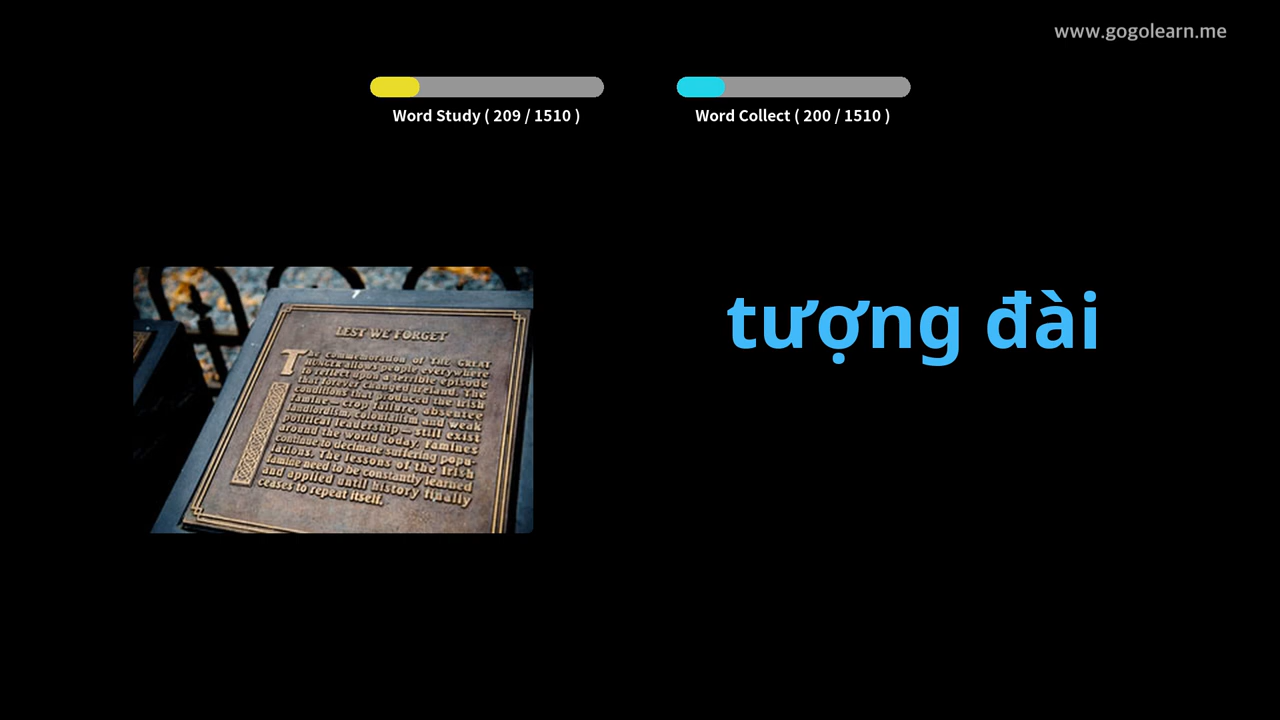 www.gogolearn.me
Word Study ( 209 / 1510 )
Word Collect ( 200 / 1510 )
LEST WE FORGET
The commemoration of THE GREAT
HUNGER allows people everywhere
to reflect upon a terrible episode
that forever changed Ireland. The
conditions that produced the Irish
famine — crop failure, absentee
landlordism, colonialism and weak
political leadership — still exist
around the world today. Famines
continue to decimate suffering popu-
lations. The lessons of the Irish
famine need to be constantly learned
and applied until history finally
ceases to repeat itself.
tượng đài